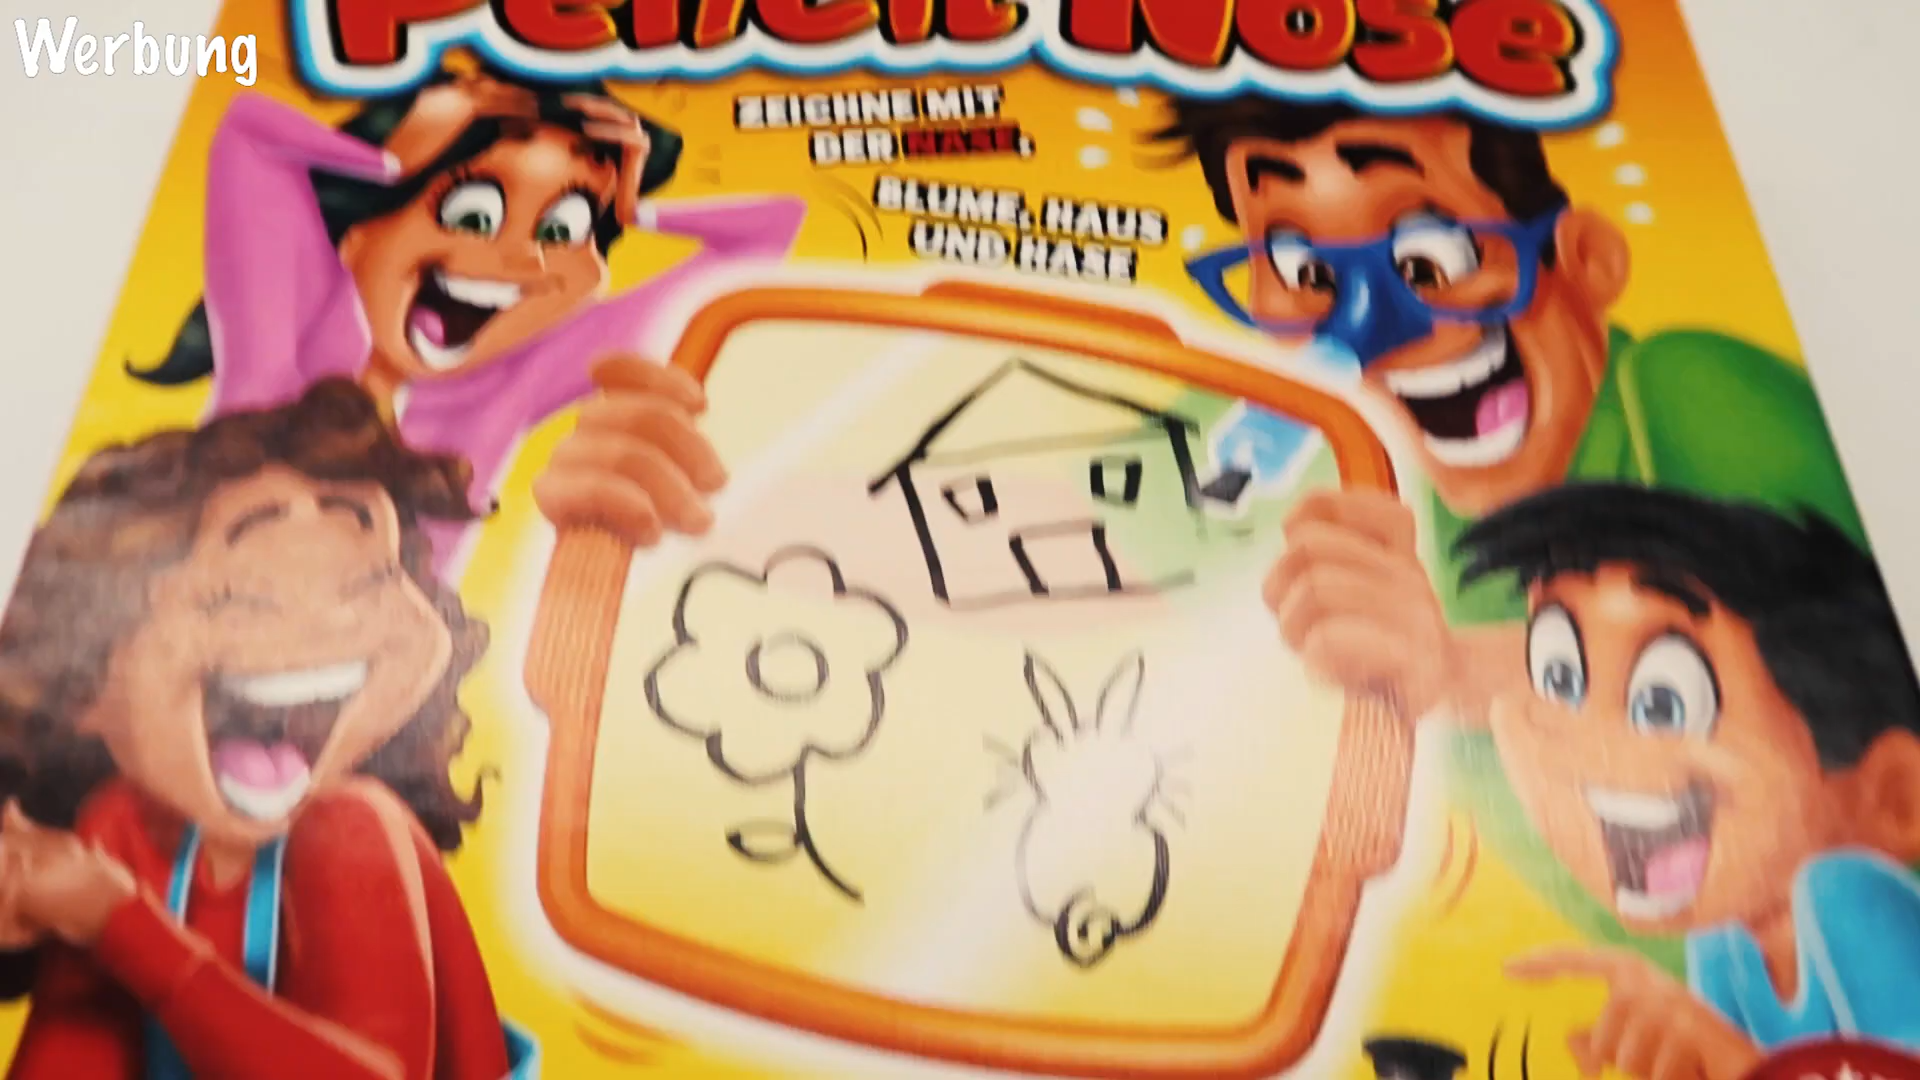 Werbung
Pencil Nose
ZEICHNE MIT
DER NASE.
BLUME, HAUS
UND HASE